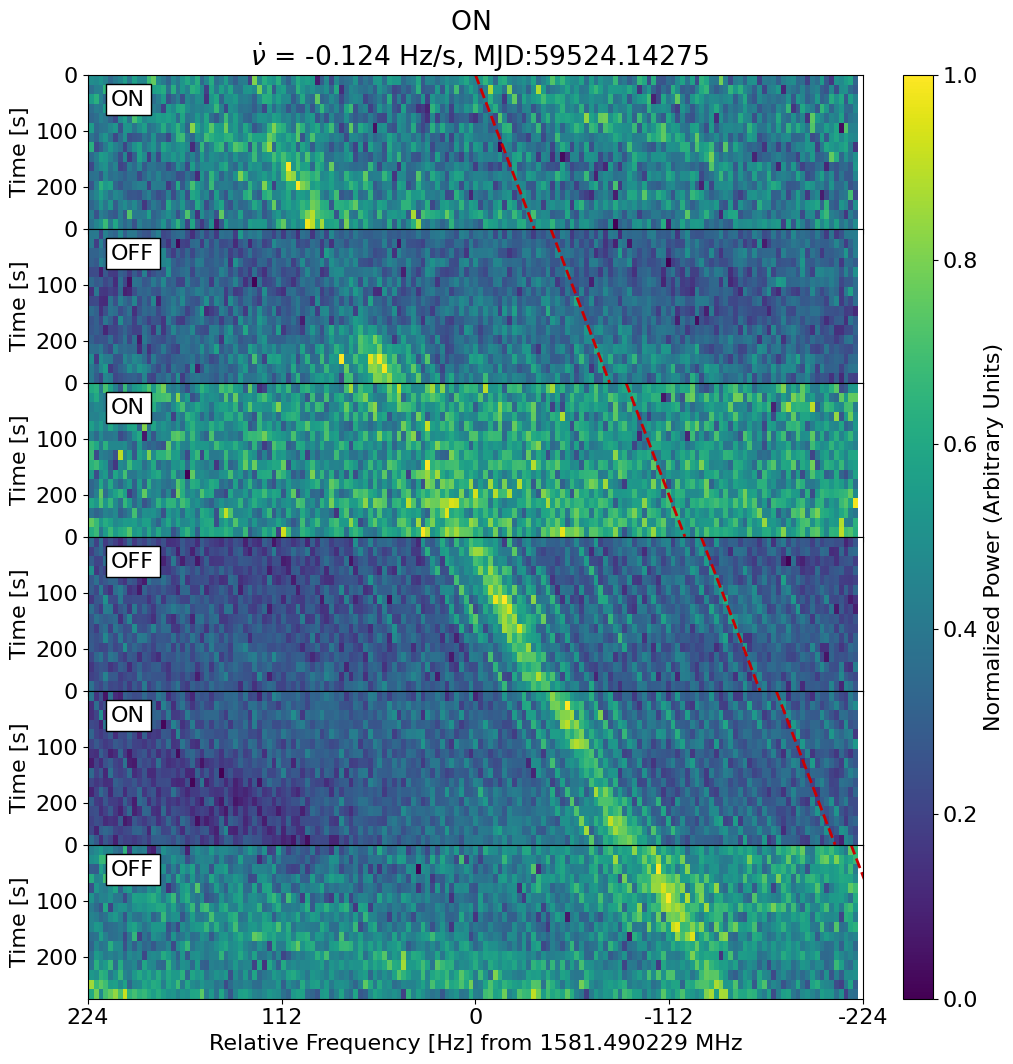 ON
ν̇ = -0.124 Hz/s, MJD:59524.14275
0
ON
100
200
Time [s]
0
OFF
100
200
Time [s]
0
ON
100
200
Time [s]
0
OFF
100
200
Time [s]
0
ON
100
200
Time [s]
0
OFF
100
200
Time [s]
224 112 0 -112 -224
Relative Frequency [Hz] from 1581.490229 MHz
1.0
0.8
0.6
0.4
0.2
0.0
Normalized Power (Arbitrary Units)